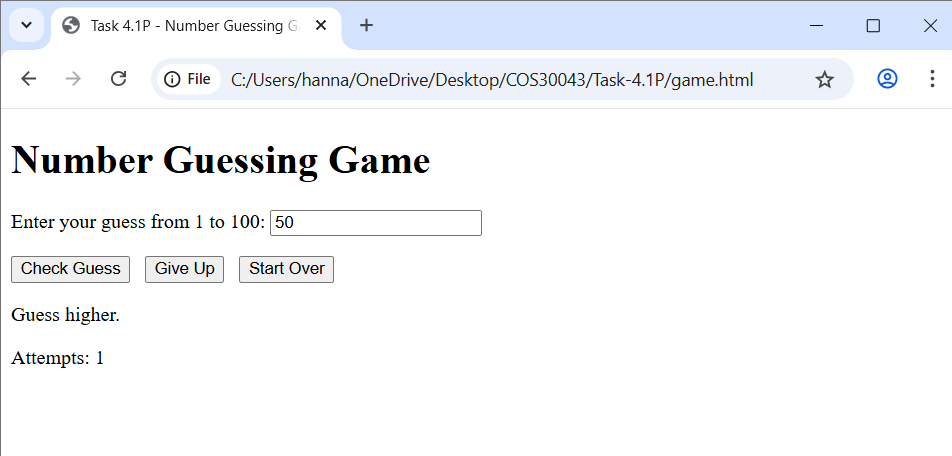 Task 4.1P - Number Guessing G
File C:/Users/hanna/OneDrive/Desktop/COS30043/Task-4.1P/game.html
Number Guessing Game
Enter your guess from 1 to 100: 50
Check Guess Give Up Start Over
Guess higher.
Attempts: 1